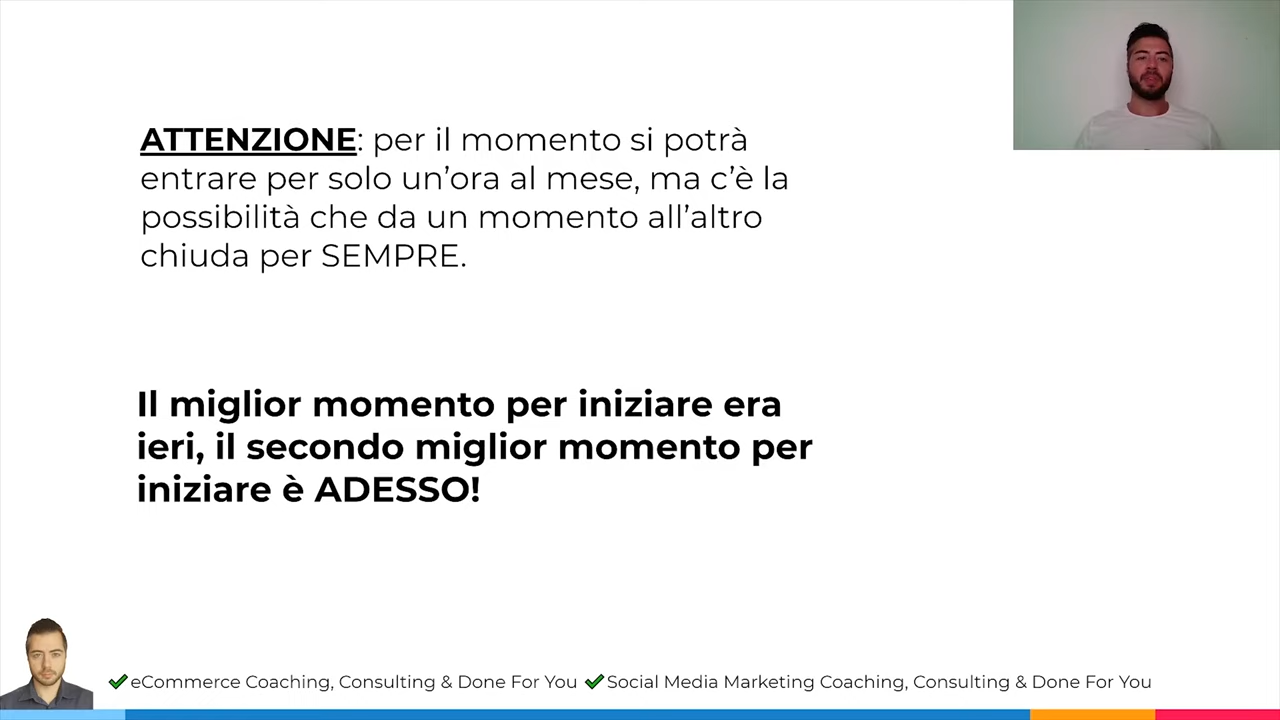 ATTENZIONE: per il momento si potrà
entrare per solo un’ora al mese, ma c’è la
possibilità che da un momento all’altro
chiuda per SEMPRE.
Il miglior momento per iniziare era
ieri, il secondo miglior momento per
iniziare è ADESSO!
eCommerce Coaching, Consulting & Done For You Social Media Marketing Coaching, Consulting & Done For You